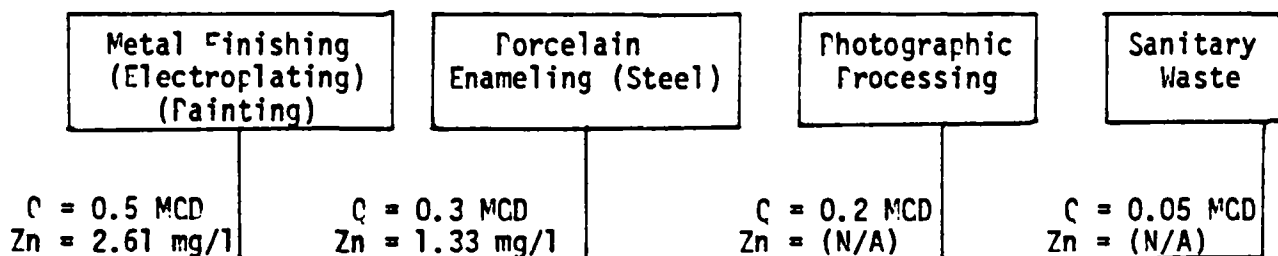 Metal Finishing
(Electroplating)
(Painting)
Porcelain
Enameling (Steel)
Photographic
Processing
Sanitary
Waste
Q = 0.5 MGD
Zn = 2.61 mg/l
Q = 0.3 MGD
Zn = 1.33 mg/l
Q = 0.2 MGD
Zn = (N/A)
Q = 0.05 MGD
Zn = (N/A)